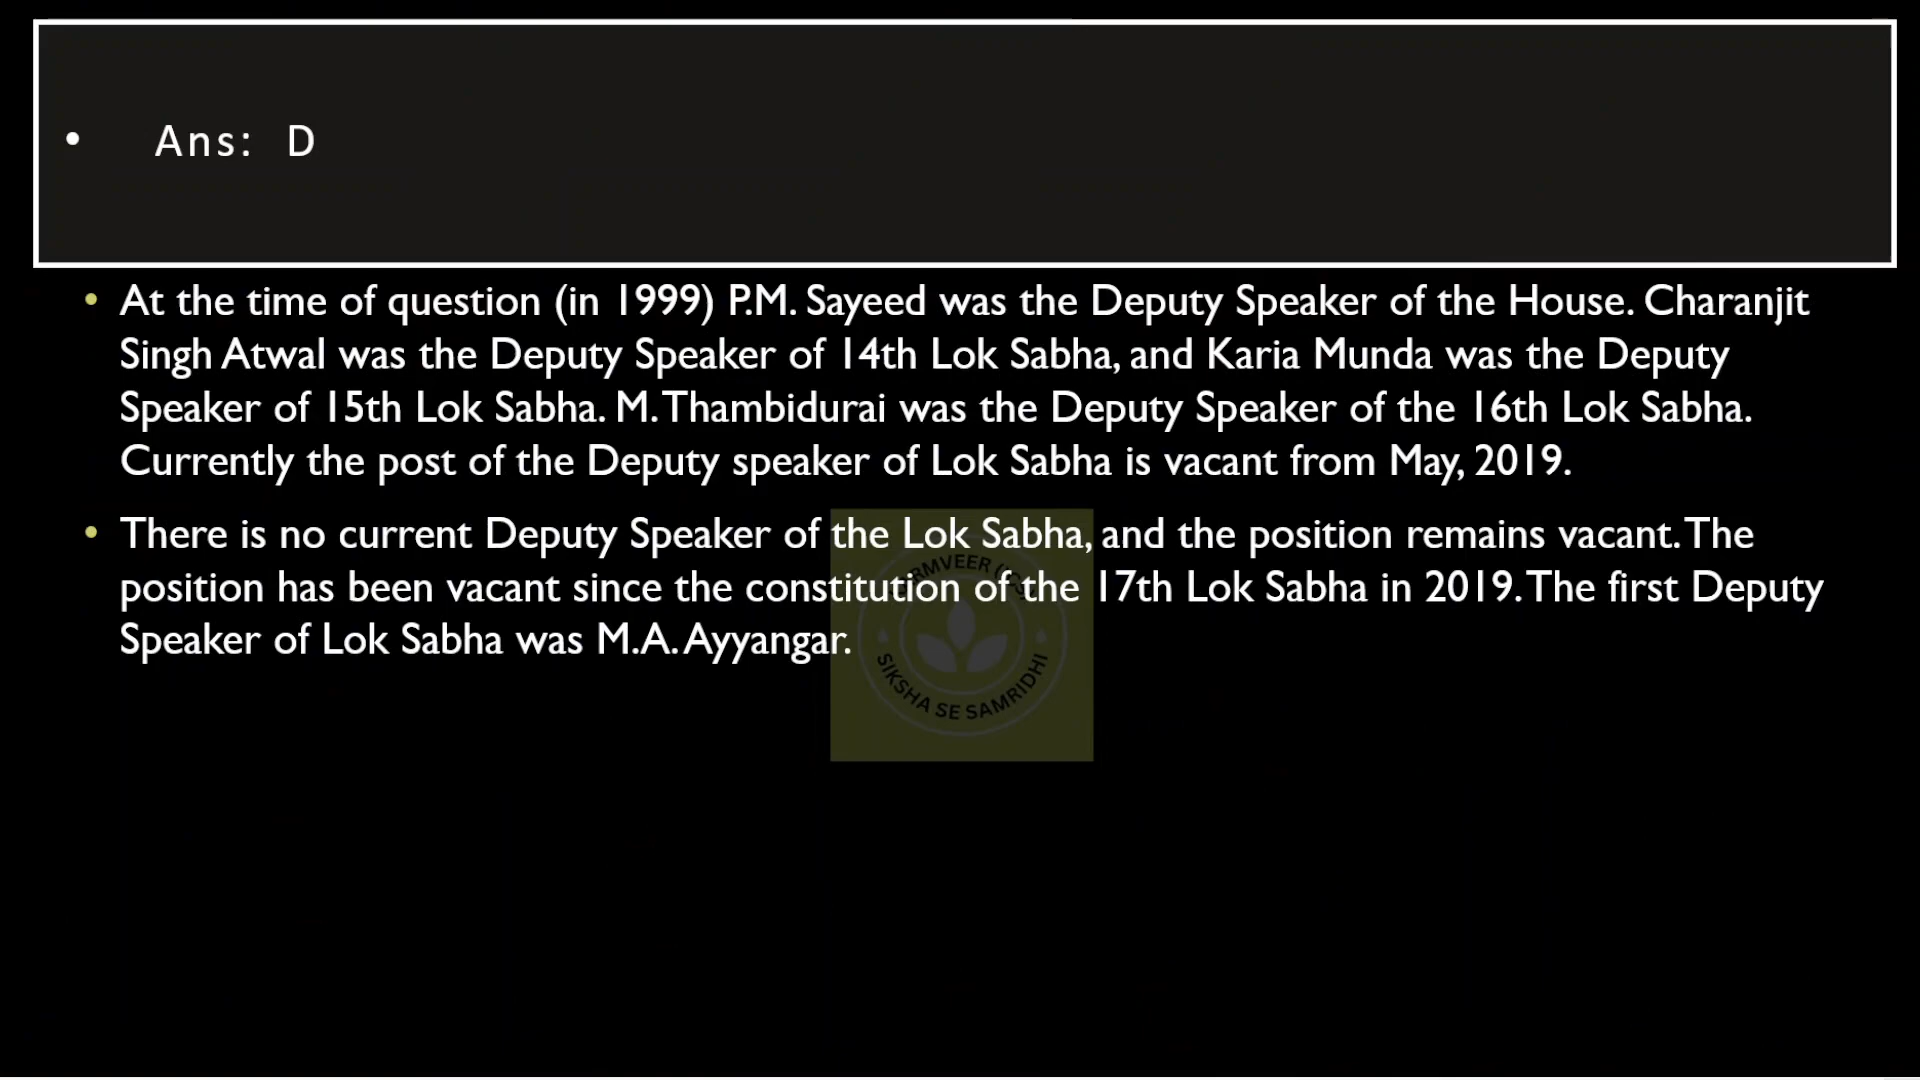 • Ans: D
• At the time of question (in 1999) P.M. Sayeed was the Deputy Speaker of the House. Charanjit
Singh Atwal was the Deputy Speaker of 14th Lok Sabha, and Karia Munda was the Deputy
Speaker of 15th Lok Sabha. M. Thambidurai was the Deputy Speaker of the 16th Lok Sabha.
Currently the post of the Deputy speaker of Lok Sabha is vacant from May, 2019.
• There is no current Deputy Speaker of the Lok Sabha, and the position remains vacant. The
position has been vacant since the constitution of the 17th Lok Sabha in 2019. The first Deputy
Speaker of Lok Sabha was M.A. Ayyangar.
SIKSHA SE SAMRIDHI